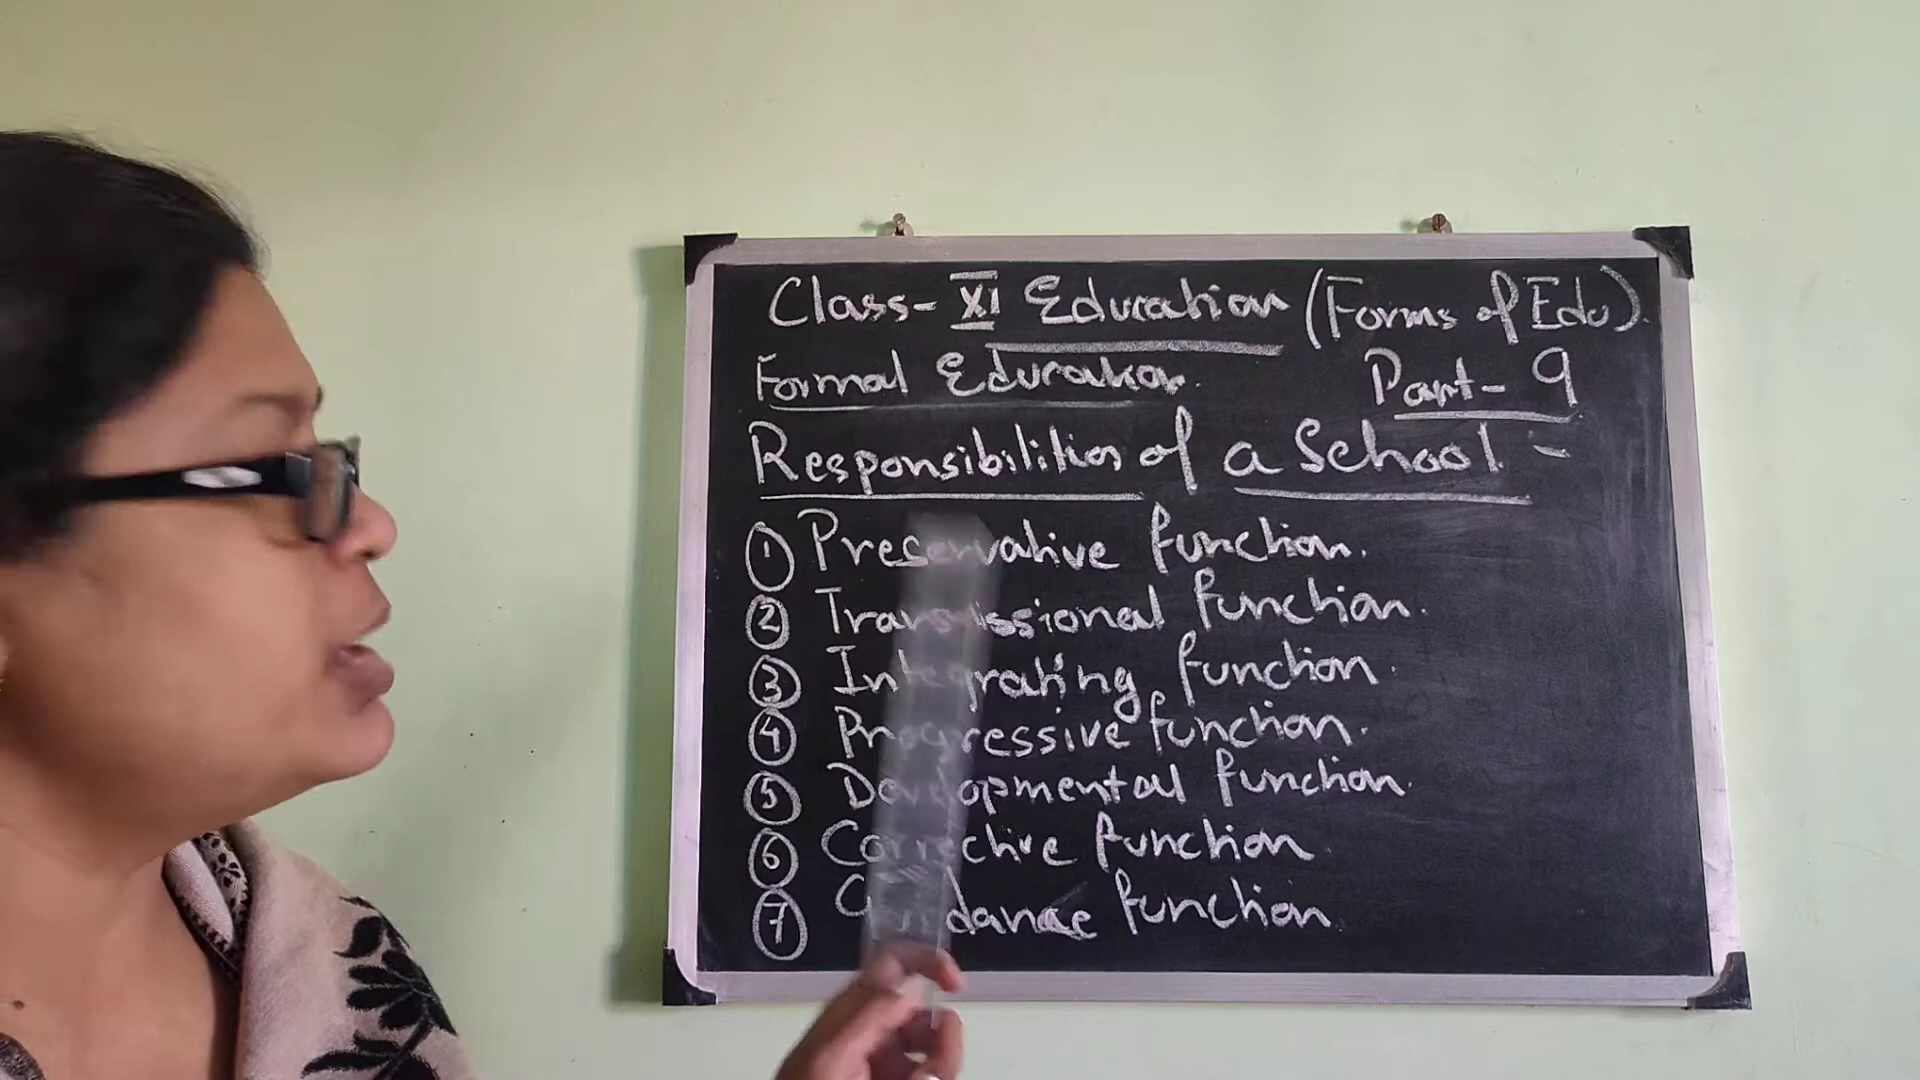 Class- XI Education (Forms of Edu).
Formal Education. Part- 9
Responsibilities of a School -
① Preservative function.
② Transmissional function.
③ Integrating function.
④ Progressive function.
⑤ Developmental function.
⑥ Corrective function
⑦ Guidance function